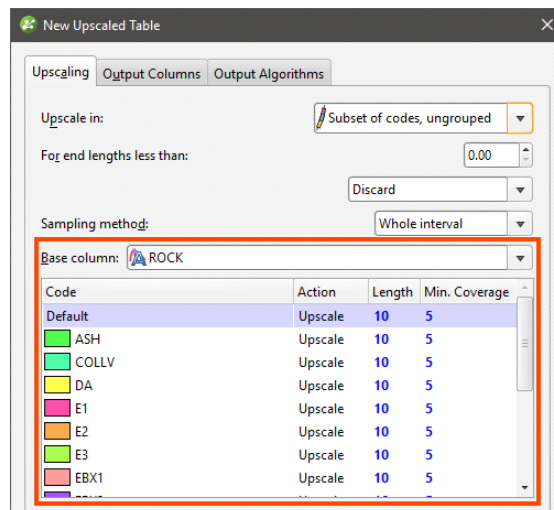 New Upscaled Table
Upscaling Output Columns Output Algorithms
Upscale in: Subset of codes, ungrouped
For end lengths less than: 0.00
Discard
Sampling method: Whole interval
Base column: ROCK
Code Action Length Min. Coverage
Default Upscale 10 5
ASH Upscale 10 5
COLLV Upscale 10 5
DA Upscale 10 5
E1 Upscale 10 5
E2 Upscale 10 5
E3 Upscale 10 5
EBX1 Upscale 10 5